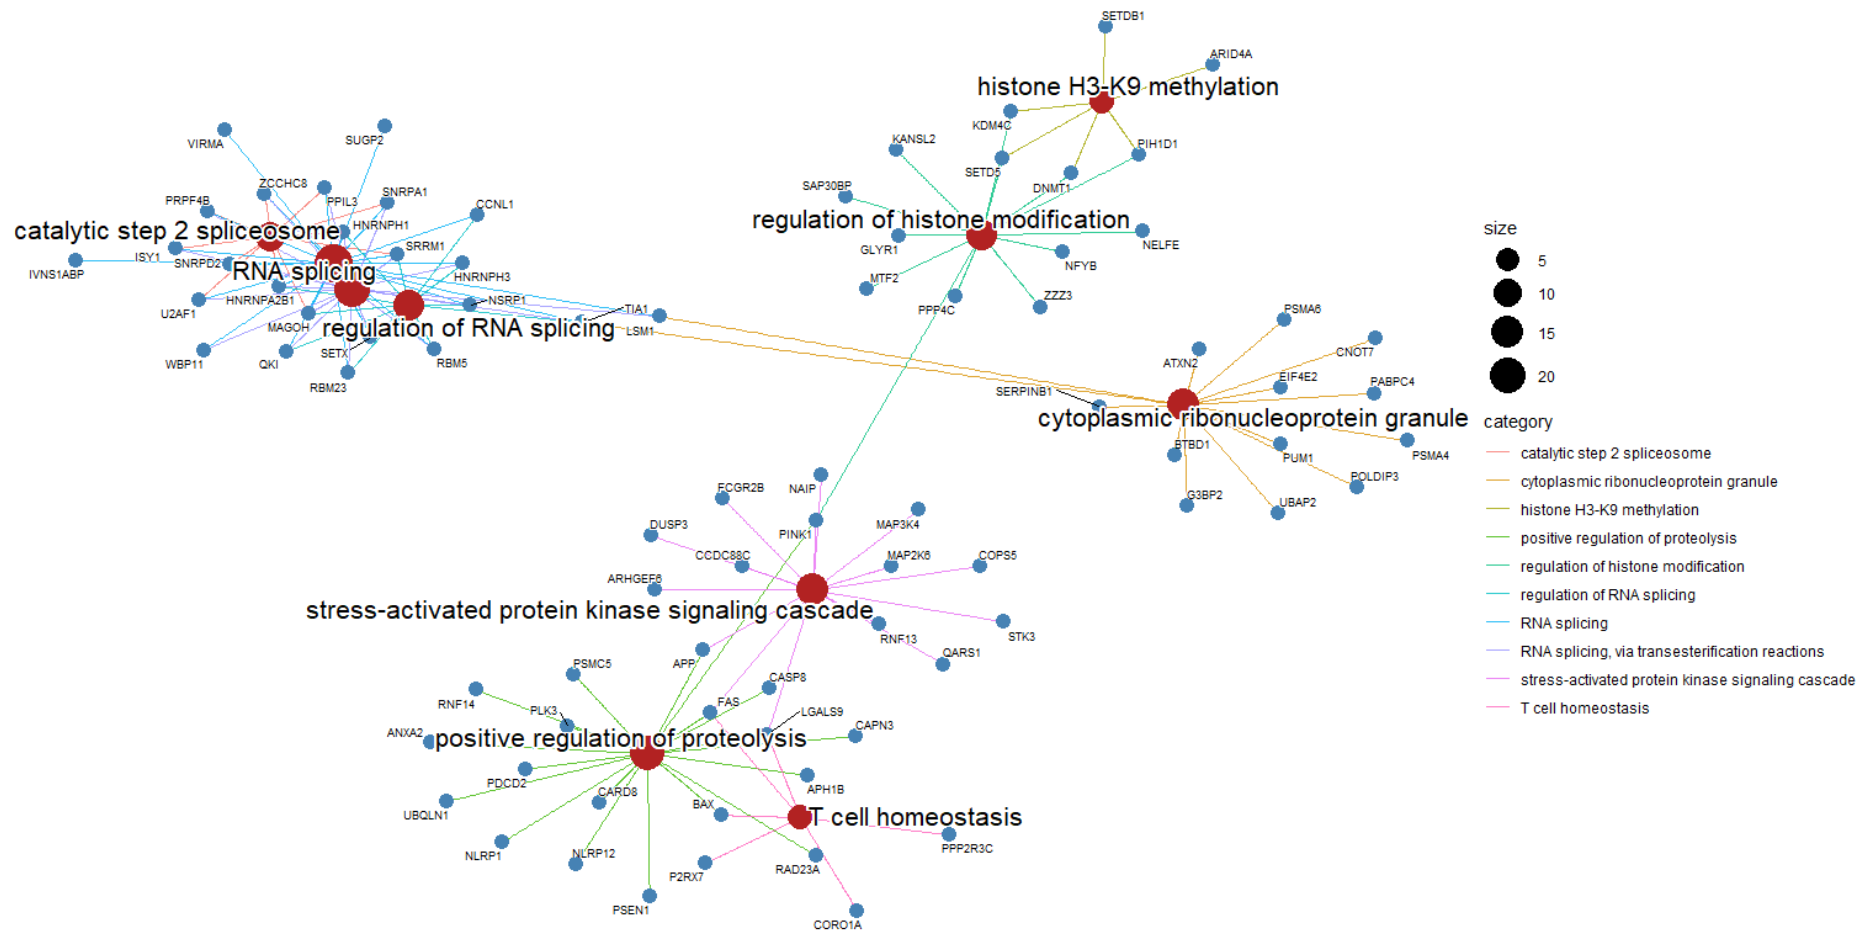 SETDB1
ARID4A
histone H3-K9 methylation
KDM4C
KANSL2
PIH1D1
SETD5
DNMT1
SAP30BP
regulation of histone modification
GLYR1
NELFE
NFYB
MTF2
PPP4C
ZZZ3
VIRMA
SUGP2
ZCCHC8
PPIL3
SNRPA1
PRPF4B
CCNL1
HNRNPH1
catalytic step 2 spliceosome
SRRM1
ISY1
SNRPD2
IVNS1ABP
RNA splicing
HNRNPH3
HNRNPA2B1
NSRP1
U2AF1
TIA1
MAGOH
regulation of RNA splicing
LSM1
SETX
WBP11
QKI
RBM5
RBM23
PSMA6
CNOT7
ATXN2
EIF4E2
PABPC4
SERPINB1
cytoplasmic ribonucleoprotein granule
BTBD1
PUM1
PSMA4
POLDIP3
G3BP2
UBAP2
FCGR2B
NAIP
DUSP3
PINK1
MAP3K4
CCDC88C
MAP2K6
COPS5
ARHGEF6
stress-activated protein kinase signaling cascade
RNF13
STK3
QARS1
APP
PSMC5
CASP8
RNF14
PLK3
FAS
LGALS9
CAPN3
ANXA2
positive regulation of proteolysis
PDCD2
APH1B
UBQLN1
CARD8
BAX
T cell homeostasis
PPP2R3C
NLRP1
NLRP12
P2RX7
RAD23A
PSEN1
CORO1A
size
5
10
15
20
category
catalytic step 2 spliceosome
cytoplasmic ribonucleoprotein granule
histone H3-K9 methylation
positive regulation of proteolysis
regulation of histone modification
regulation of RNA splicing
RNA splicing
RNA splicing, via transesterification reactions
stress-activated protein kinase signaling cascade
T cell homeostasis